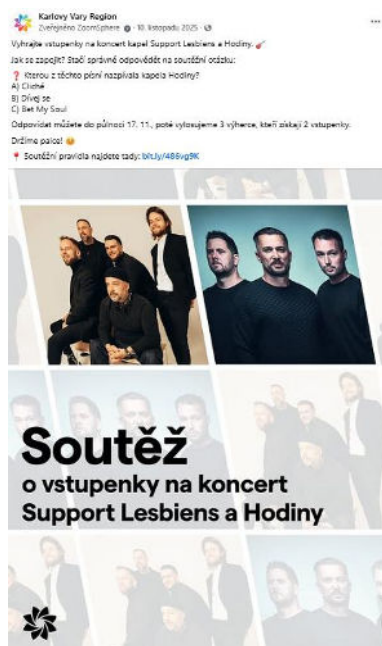 Karlovy Vary Region
Zveřejněno ZoomSphere · 10. listopadu 2025 ·
Vyhrajte vstupenky na koncert kapel Support Lesbiens a Hodiny. 🎸
Jak se zapojit? Stačí správně odpovědět na soutěžní otázku:
❓ Kterou z těchto písní nazpívala kapela Hodiny?
A) Cliché
B) Dívej se
C) Bet My Soul
Odpovídat můžete do půlnoci 17. 11., poté vylosujeme 3 výherce, kteří získají 2 vstupenky.
Držíme palce! 😉
📍 Soutěžní pravidla najdete tady: bit.ly/486vg9K
Soutěž
o vstupenky na koncert
Support Lesbiens a Hodiny